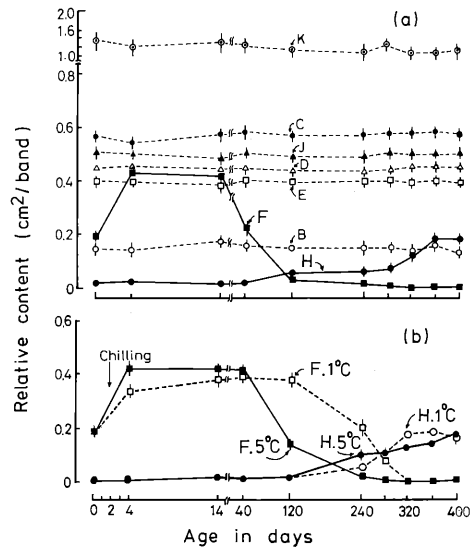 (a)
1.4
1.2
1.0
0.8
0.6
0.4
0.2
0
K
C
J
D
E
F
B
H
Relative content (cm²/band)
(b)
0.6
0.4
0.2
0
Chilling
F.1°C
F.5°C
H.5°C
H.1°C
0 2 4 14 40 120 240 320 400
Age in days